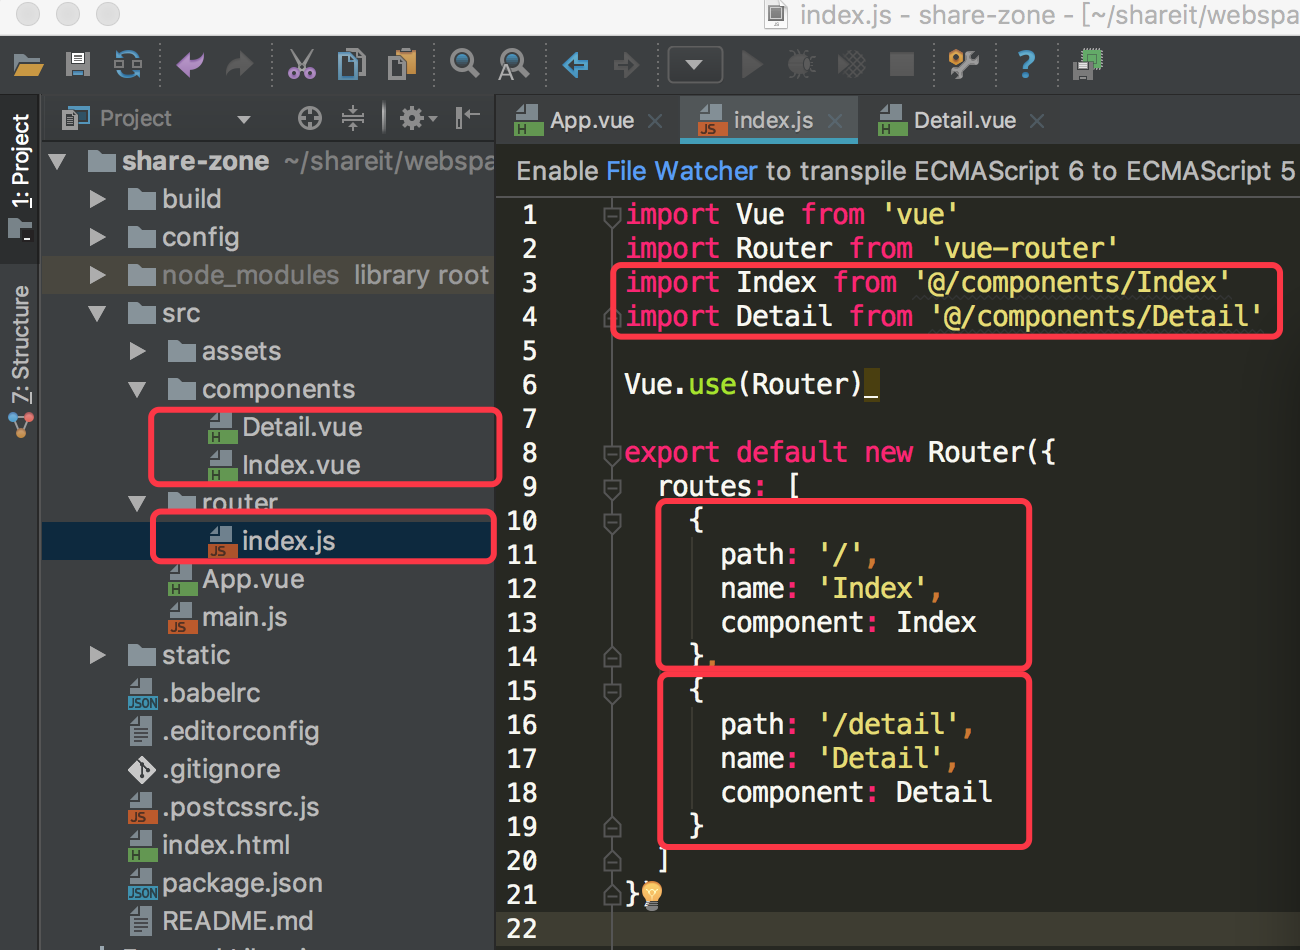 index.js - share-zone - [~/shareit/webspa
Project
1: Project
7: Structure
share-zone ~/shareit/webspa
build
config
node_modules library root
src
assets
components
Detail.vue
Index.vue
router
index.js
App.vue
main.js
static
.babelrc
.editorconfig
.gitignore
.postcssrc.js
index.html
package.json
README.md
App.vue
index.js
Detail.vue
Enable File Watcher to transpile ECMAScript 6 to ECMAScript 5
1 import Vue from 'vue'
2 import Router from 'vue-router'
3 import Index from '@/components/Index'
4 import Detail from '@/components/Detail'
5
6 Vue.use(Router)
7
8 export default new Router({
9 routes: [
10 {
11 path: '/',
12 name: 'Index',
13 component: Index
14 },
15 {
16 path: '/detail',
17 name: 'Detail',
18 component: Detail
19 }
20 ]
21 })
22